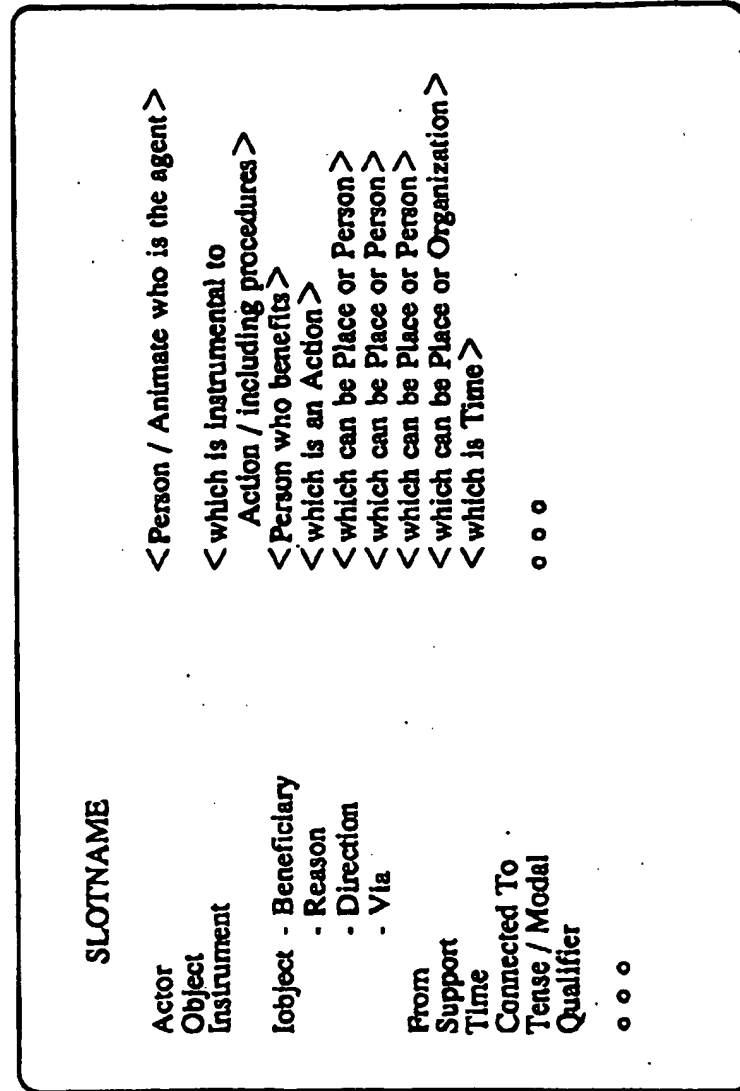 SLOTNAME
Actor <Person / Animate who is the agent>
Object
Instrument <which is instrumental to
Action / including procedures>
Iobject - Beneficiary <Person who benefits>
- Reason <which is an Action>
- Direction <which can be Place or Person>
- Via <which can be Place or Person>
From <which can be Place or Person>
Support <which can be Place or Organization>
Time <which is Time>
Connected To
Tense / Modal o o o
Qualifier
o o o